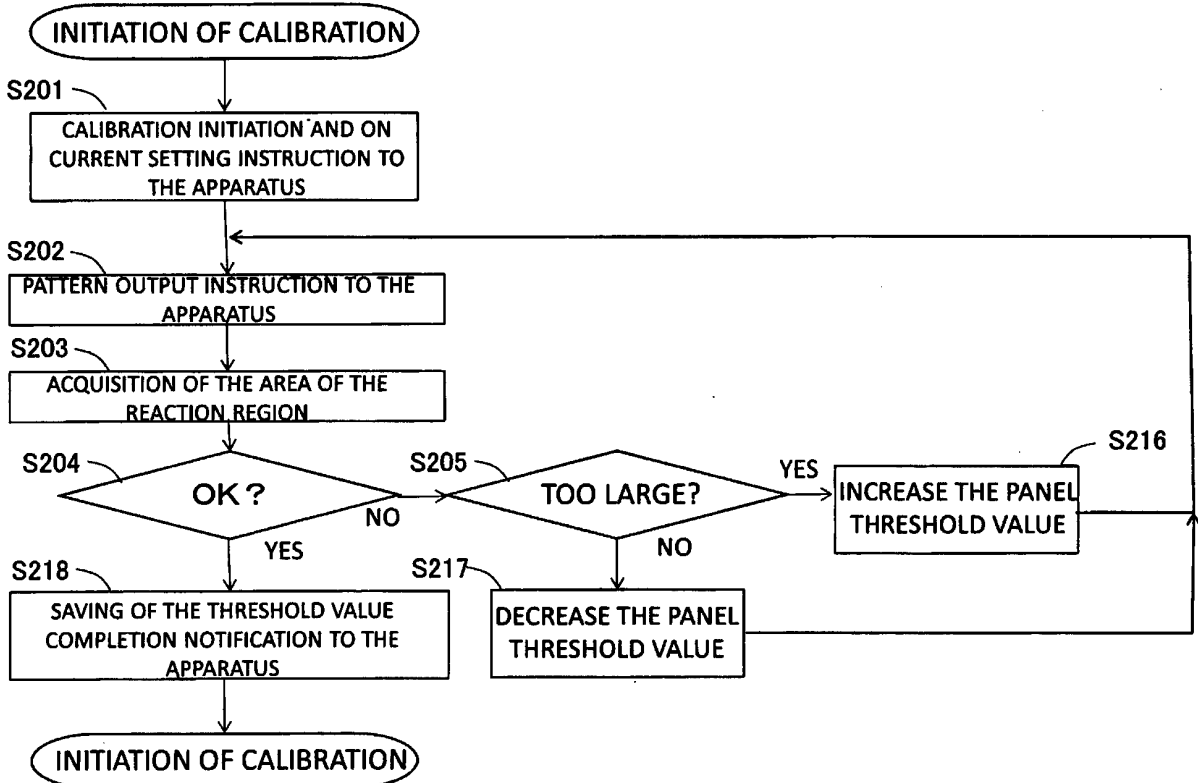 INITIATION OF CALIBRATION
S201
CALIBRATION INITIATION AND ON
CURRENT SETTING INSTRUCTION TO
THE APPARATUS
S202
PATTERN OUTPUT INSTRUCTION TO THE
APPARATUS
S203
ACQUISITION OF THE AREA OF THE
REACTION REGION
S204
OK?
NO
YES
S205
TOO LARGE?
YES
NO
S216
INCREASE THE PANEL
THRESHOLD VALUE
S217
DECREASE THE PANEL
THRESHOLD VALUE
S218
SAVING OF THE THRESHOLD VALUE
COMPLETION NOTIFICATION TO THE
APPARATUS
INITIATION OF CALIBRATION